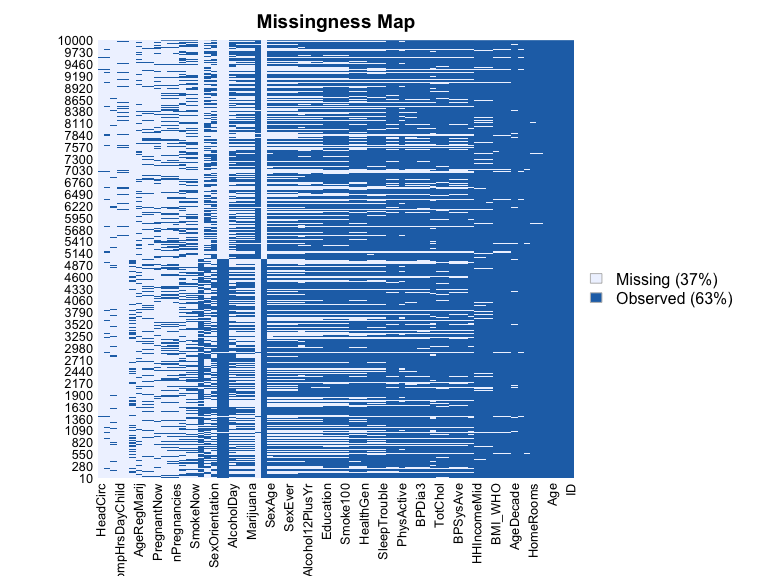 Missingness Map
10000
9730
9460
9190
8920
8650
8380
8110
7840
7570
7300
7030
6760
6490
6220
5950
5680
5410
5140
4870
4600
4330
4060
3790
3520
3250
2980
2710
2440
2170
1900
1630
1360
1090
820
550
280
10
Missing (37%)
Observed (63%)
HeadCirc
ompHrsDayChild
AgeRegMarij
PregnantNow
nPregnancies
SmokeNow
SexOrientation
AlcoholDay
Marijuana
SexAge
SexEver
Alcohol12PlusYr
Education
Smoke100
HealthGen
SleepTrouble
PhysActive
BPDia3
TotChol
BPSysAve
HHIncomeMid
BMI_WHO
AgeDecade
HomeRooms
Age
ID